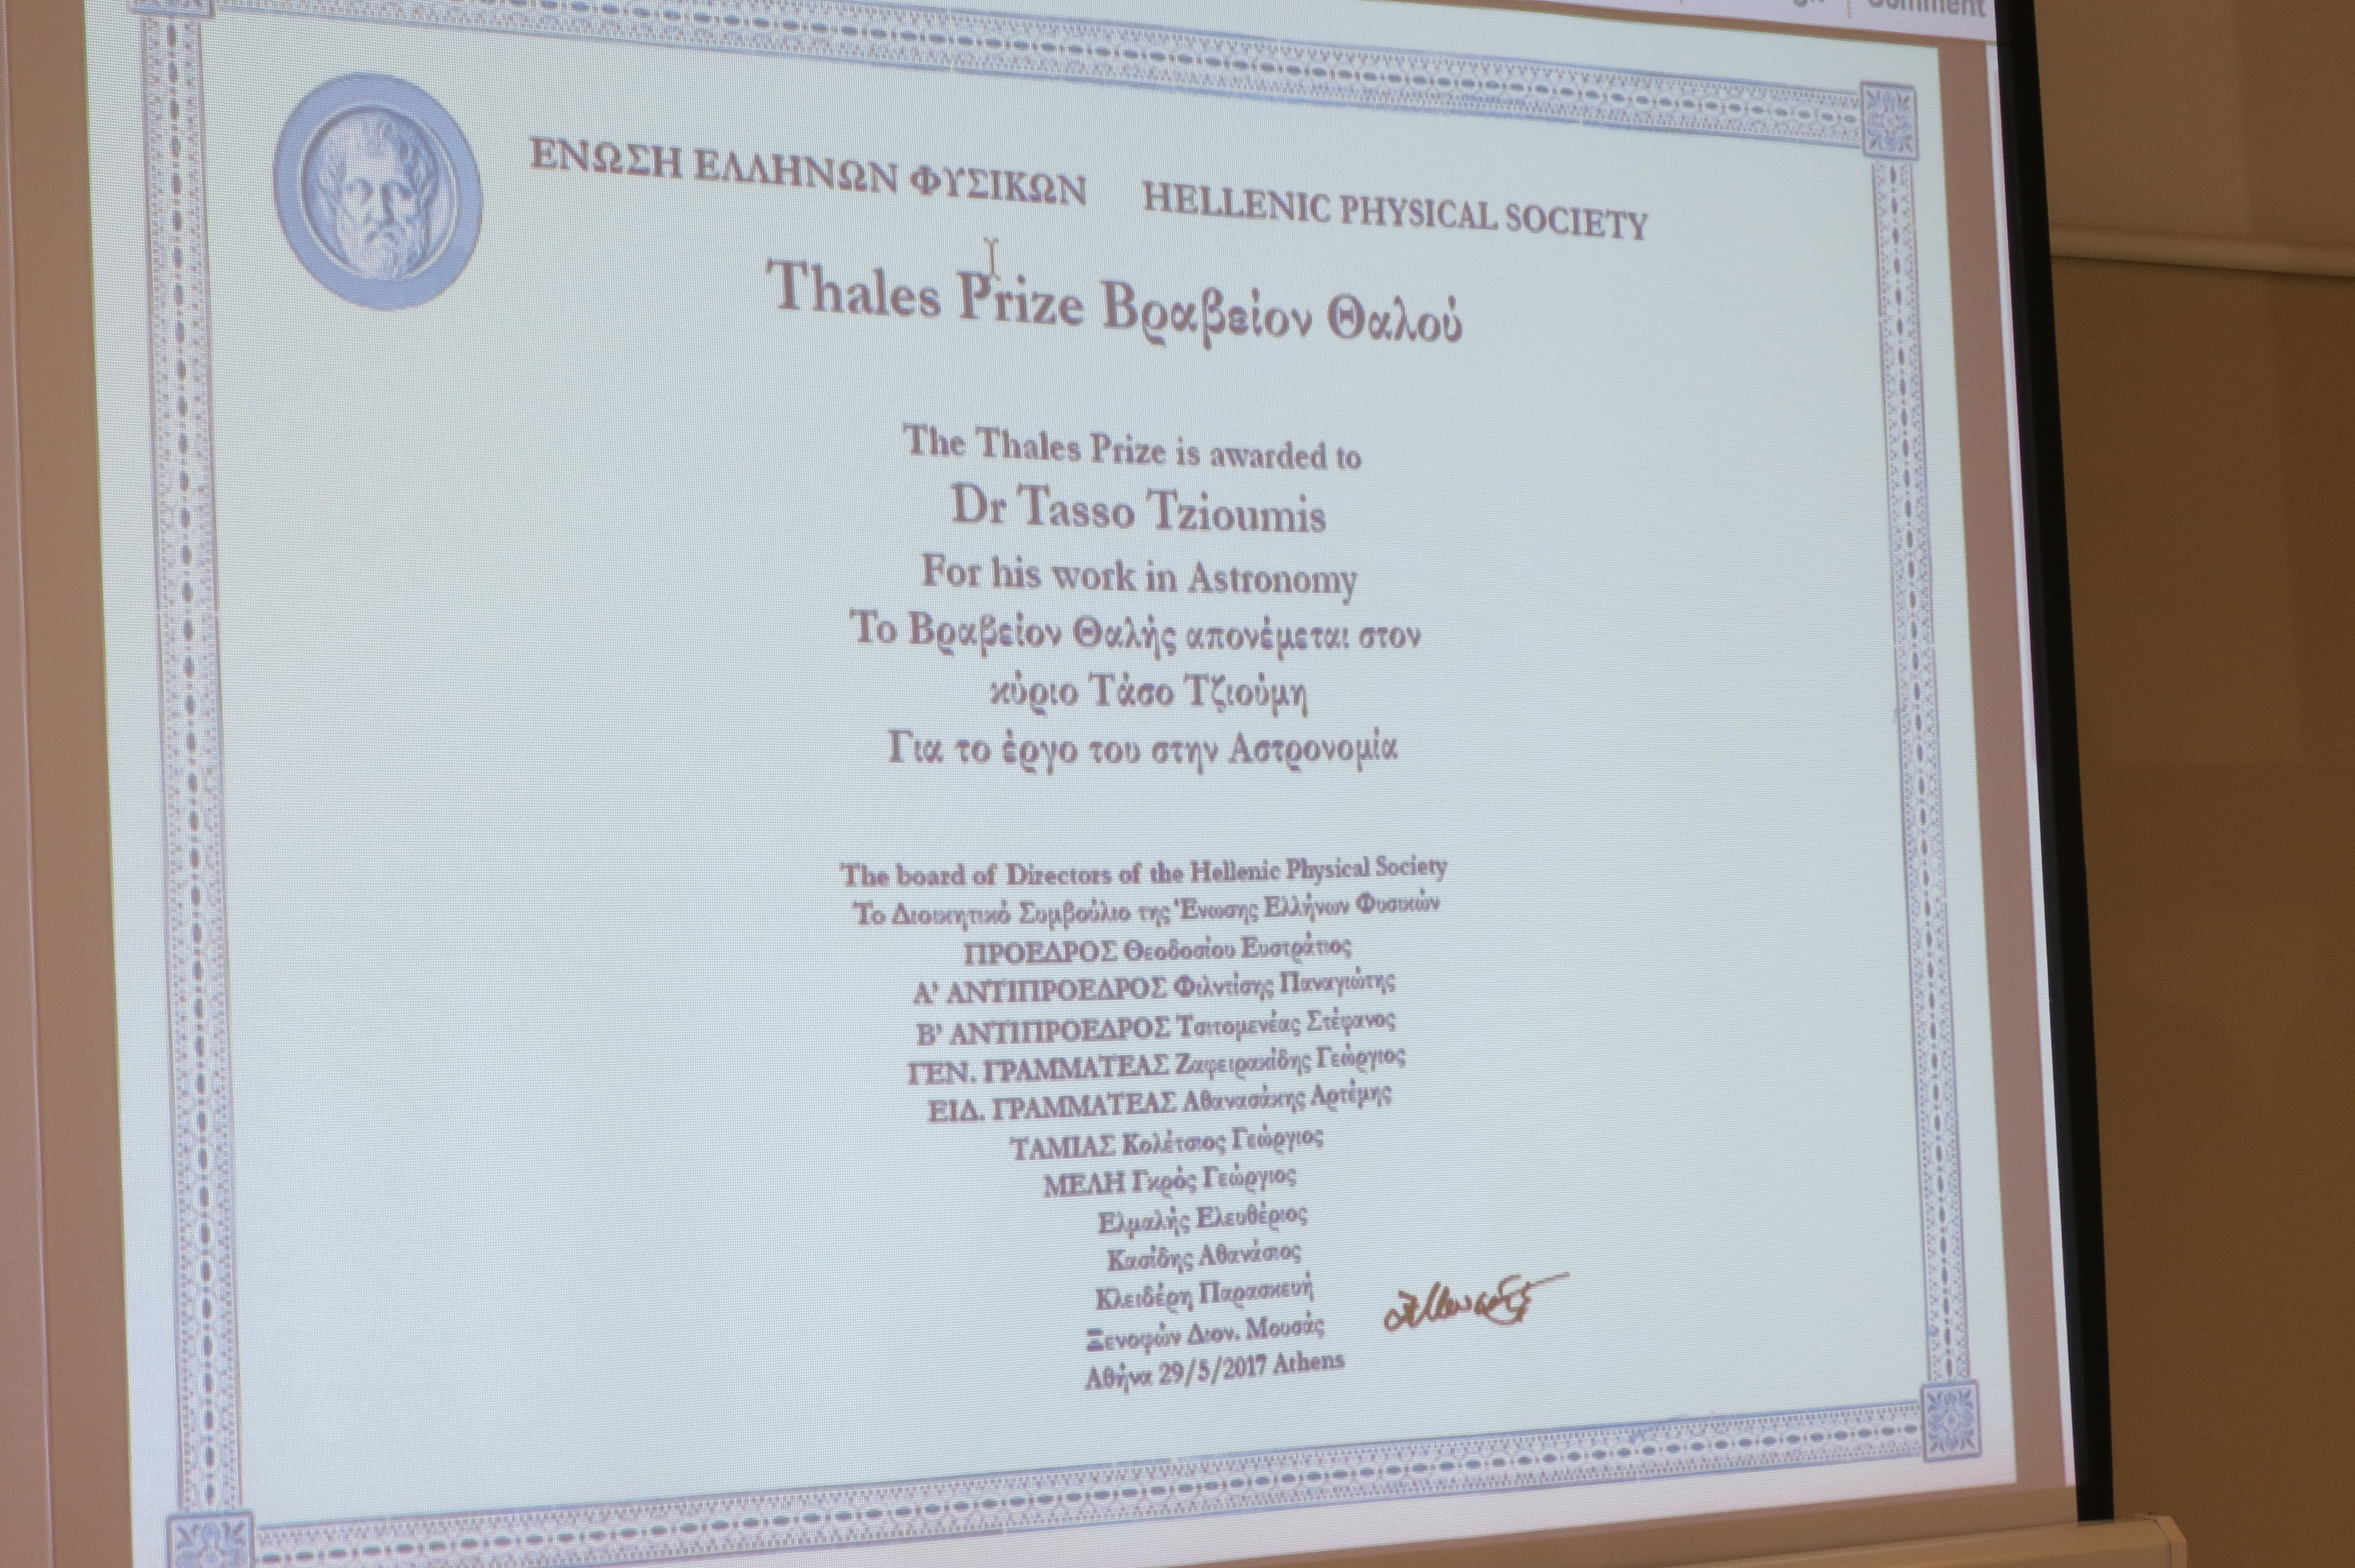 Comment
ΕΝΩΣΗ ΕΛΛΗΝΩΝ ΦΥΣΙΚΩΝ HELLENIC PHYSICAL SOCIETY
Thales Prize Βραβείον Θαλού
The Thales Prize is awarded to
Dr Tasso Tzioumis
For his work in Astronomy
Το Βραβείον Θαλής απονέμεται στον
κύριο Τάσο Τζιούμη
Για το έργο του στην Αστρονομία
The board of Directors of the Hellenic Physical Society
Το Διοικητικό Συμβούλιο της Ένωσης Ελλήνων Φυσικών
ΠΡΟΕΔΡΟΣ Θεοδοσίου Ευστράτιος
Α’ ΑΝΤΙΠΡΟΕΔΡΟΣ Φιλντίσης Παναγιώτης
Β’ ΑΝΤΙΠΡΟΕΔΡΟΣ Τσιτομενέας Στέφανος
ΓΕΝ. ΓΡΑΜΜΑΤΕΑΣ Ζαφειρακίδης Γεώργιος
ΕΙΔ. ΓΡΑΜΜΑΤΕΑΣ Αθανασάκης Αρτέμης
ΤΑΜΙΑΣ Κολέτσιος Γεώργιος
ΜΕΛΗ Γκρός Γεώργιος
Ελμαλής Ελευθέριος
Κασίδης Αθανάσιος
Κλειδέρη Παρασκευή
Ξενοφών Διον. Μουσάς
Αθήνα 29/5/2017 Athens